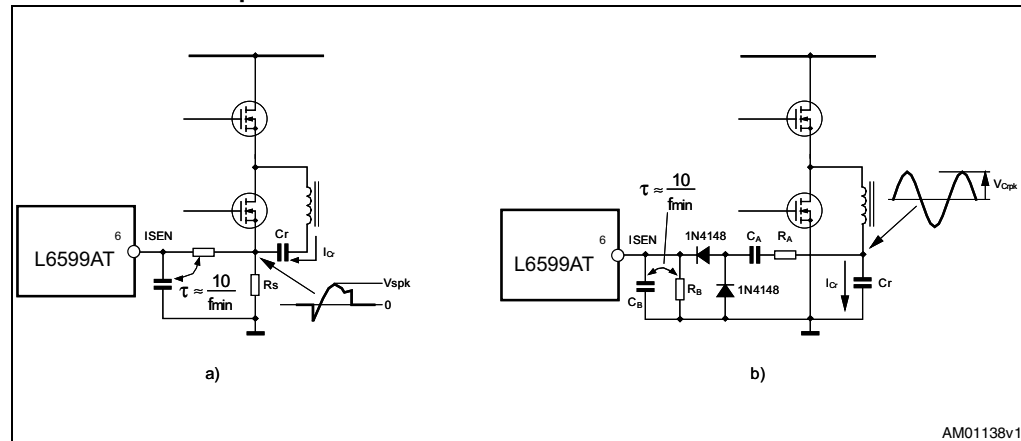 L6599AT
6
ISEN
τ ≈ 10
fmin
Cr
ICr
Rs
Vspk
0
a)
L6599AT
6
ISEN
τ ≈ 10
fmin
1N4148
CA
RA
1N4148
CB
RB
ICr
Cr
VCrpk
b)
AM01138v1